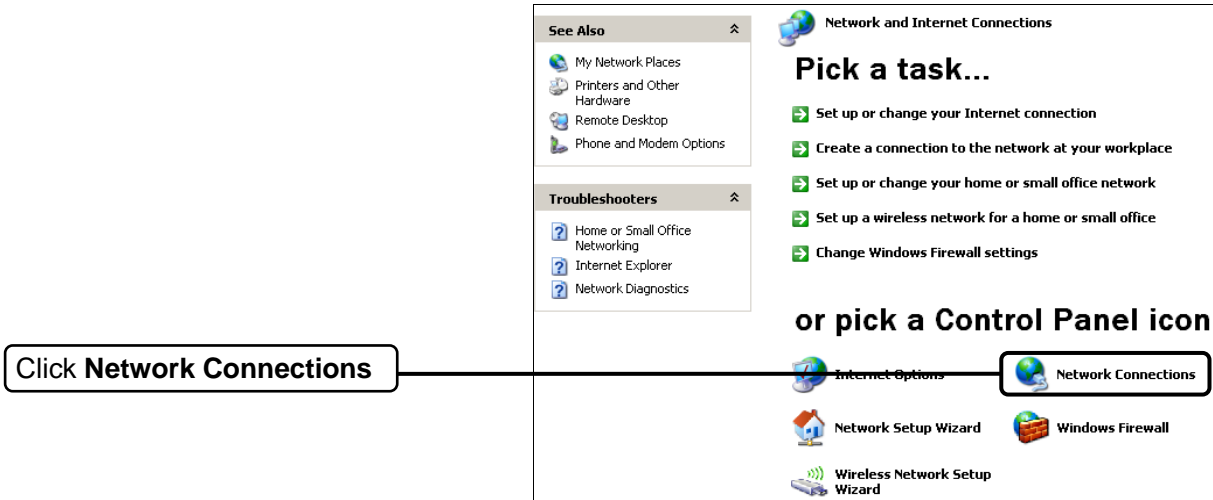 Click Network Connections
See Also
My Network Places
Printers and Other
Hardware
Remote Desktop
Phone and Modem Options
Troubleshooters
Home or Small Office
Networking
Internet Explorer
Network Diagnostics
Network and Internet Connections
Pick a task...
Set up or change your Internet connection
Create a connection to the network at your workplace
Set up or change your home or small office network
Set up a wireless network for a home or small office
Change Windows Firewall settings
or pick a Control Panel icon
Internet Options
Network Connections
Network Setup Wizard
Windows Firewall
Wireless Network Setup
Wizard